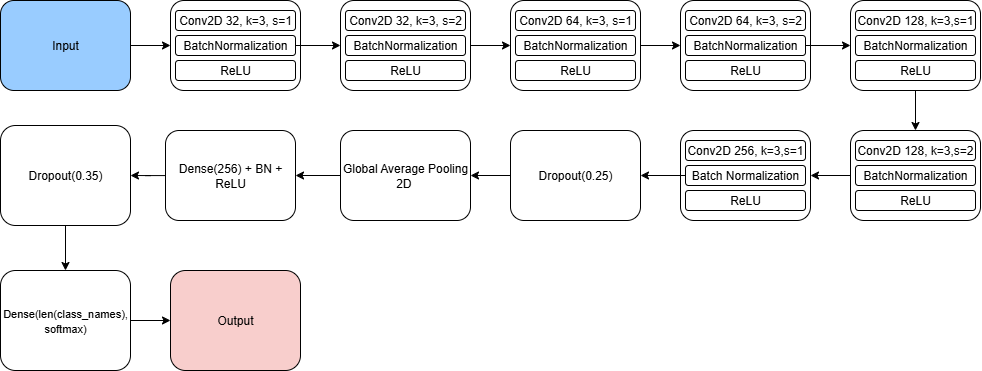 Input
Conv2D 32, k=3, s=1
BatchNormalization
ReLU
Conv2D 32, k=3, s=2
BatchNormalization
ReLU
Conv2D 64, k=3, s=1
BatchNormalization
ReLU
Conv2D 64, k=3, s=2
BatchNormalization
ReLU
Conv2D 128, k=3,s=1
BatchNormalization
ReLU
Conv2D 128, k=3,s=2
BatchNormalization
ReLU
Conv2D 256, k=3,s=1
Batch Normalization
ReLU
Dropout(0.25)
Global Average Pooling
2D
Dense(256) + BN +
ReLU
Dropout(0.35)
Dense(len(class_names),
softmax)
Output